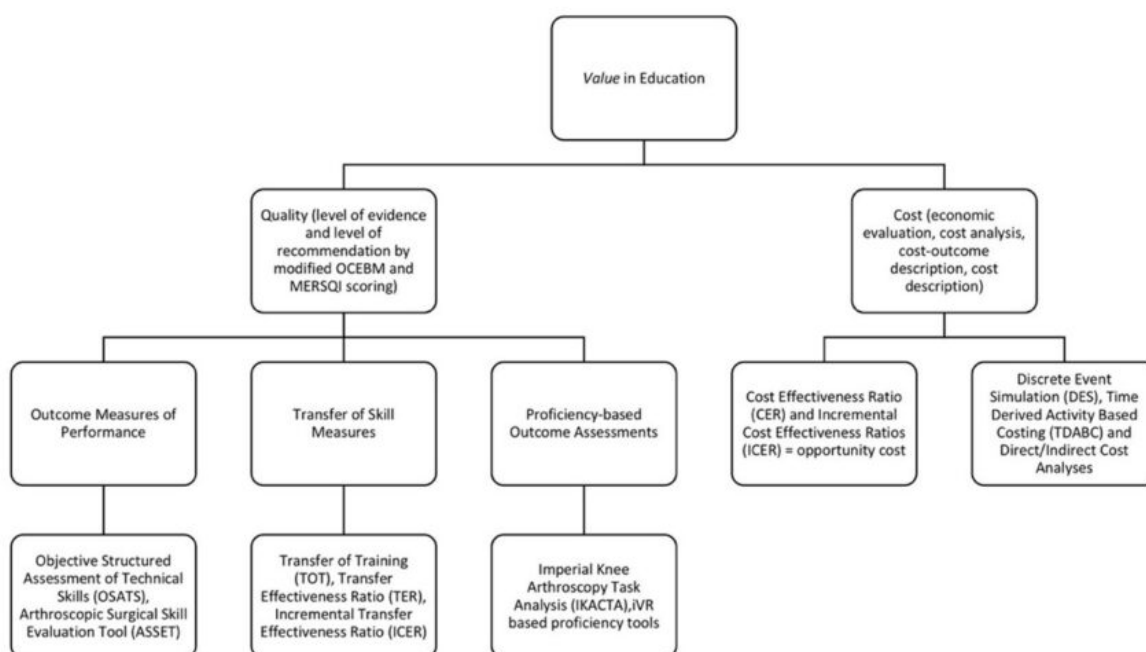 Value in Education
Quality (level of evidence
and level of
recommendation by
modified OCEBM and
MERSQI scoring)
Cost (economic
evaluation, cost analysis,
cost-outcome
description, cost
description)
Outcome Measures of
Performance
Transfer of Skill
Measures
Proficiency-based
Outcome Assessments
Cost Effectiveness Ratio
(CER) and Incremental
Cost Effectiveness Ratios
(ICER) = opportunity cost
Discrete Event
Simulation (DES), Time
Derived Activity Based
Costing (TDABC) and
Direct/Indirect Cost
Analyses
Objective Structured
Assessment of Technical
Skills (OSATS),
Arthroscopic Surgical Skill
Evaluation Tool (ASSET)
Transfer of Training
(TOT), Transfer
Effectiveness Ratio (TER),
Incremental Transfer
Effectiveness Ratio (ICER)
Imperial Knee
Arthroscopy Task
Analysis (IKACTA),iVR
based proficiency tools